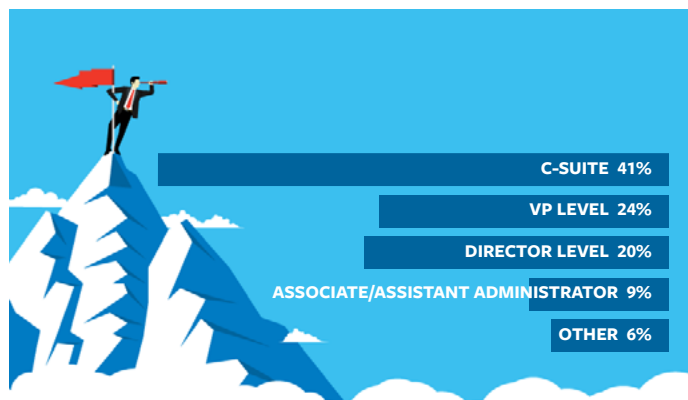 C-SUITE 41%
VP LEVEL 24%
DIRECTOR LEVEL 20%
ASSOCIATE/ASSISTANT ADMINISTRATOR 9%
OTHER 6%